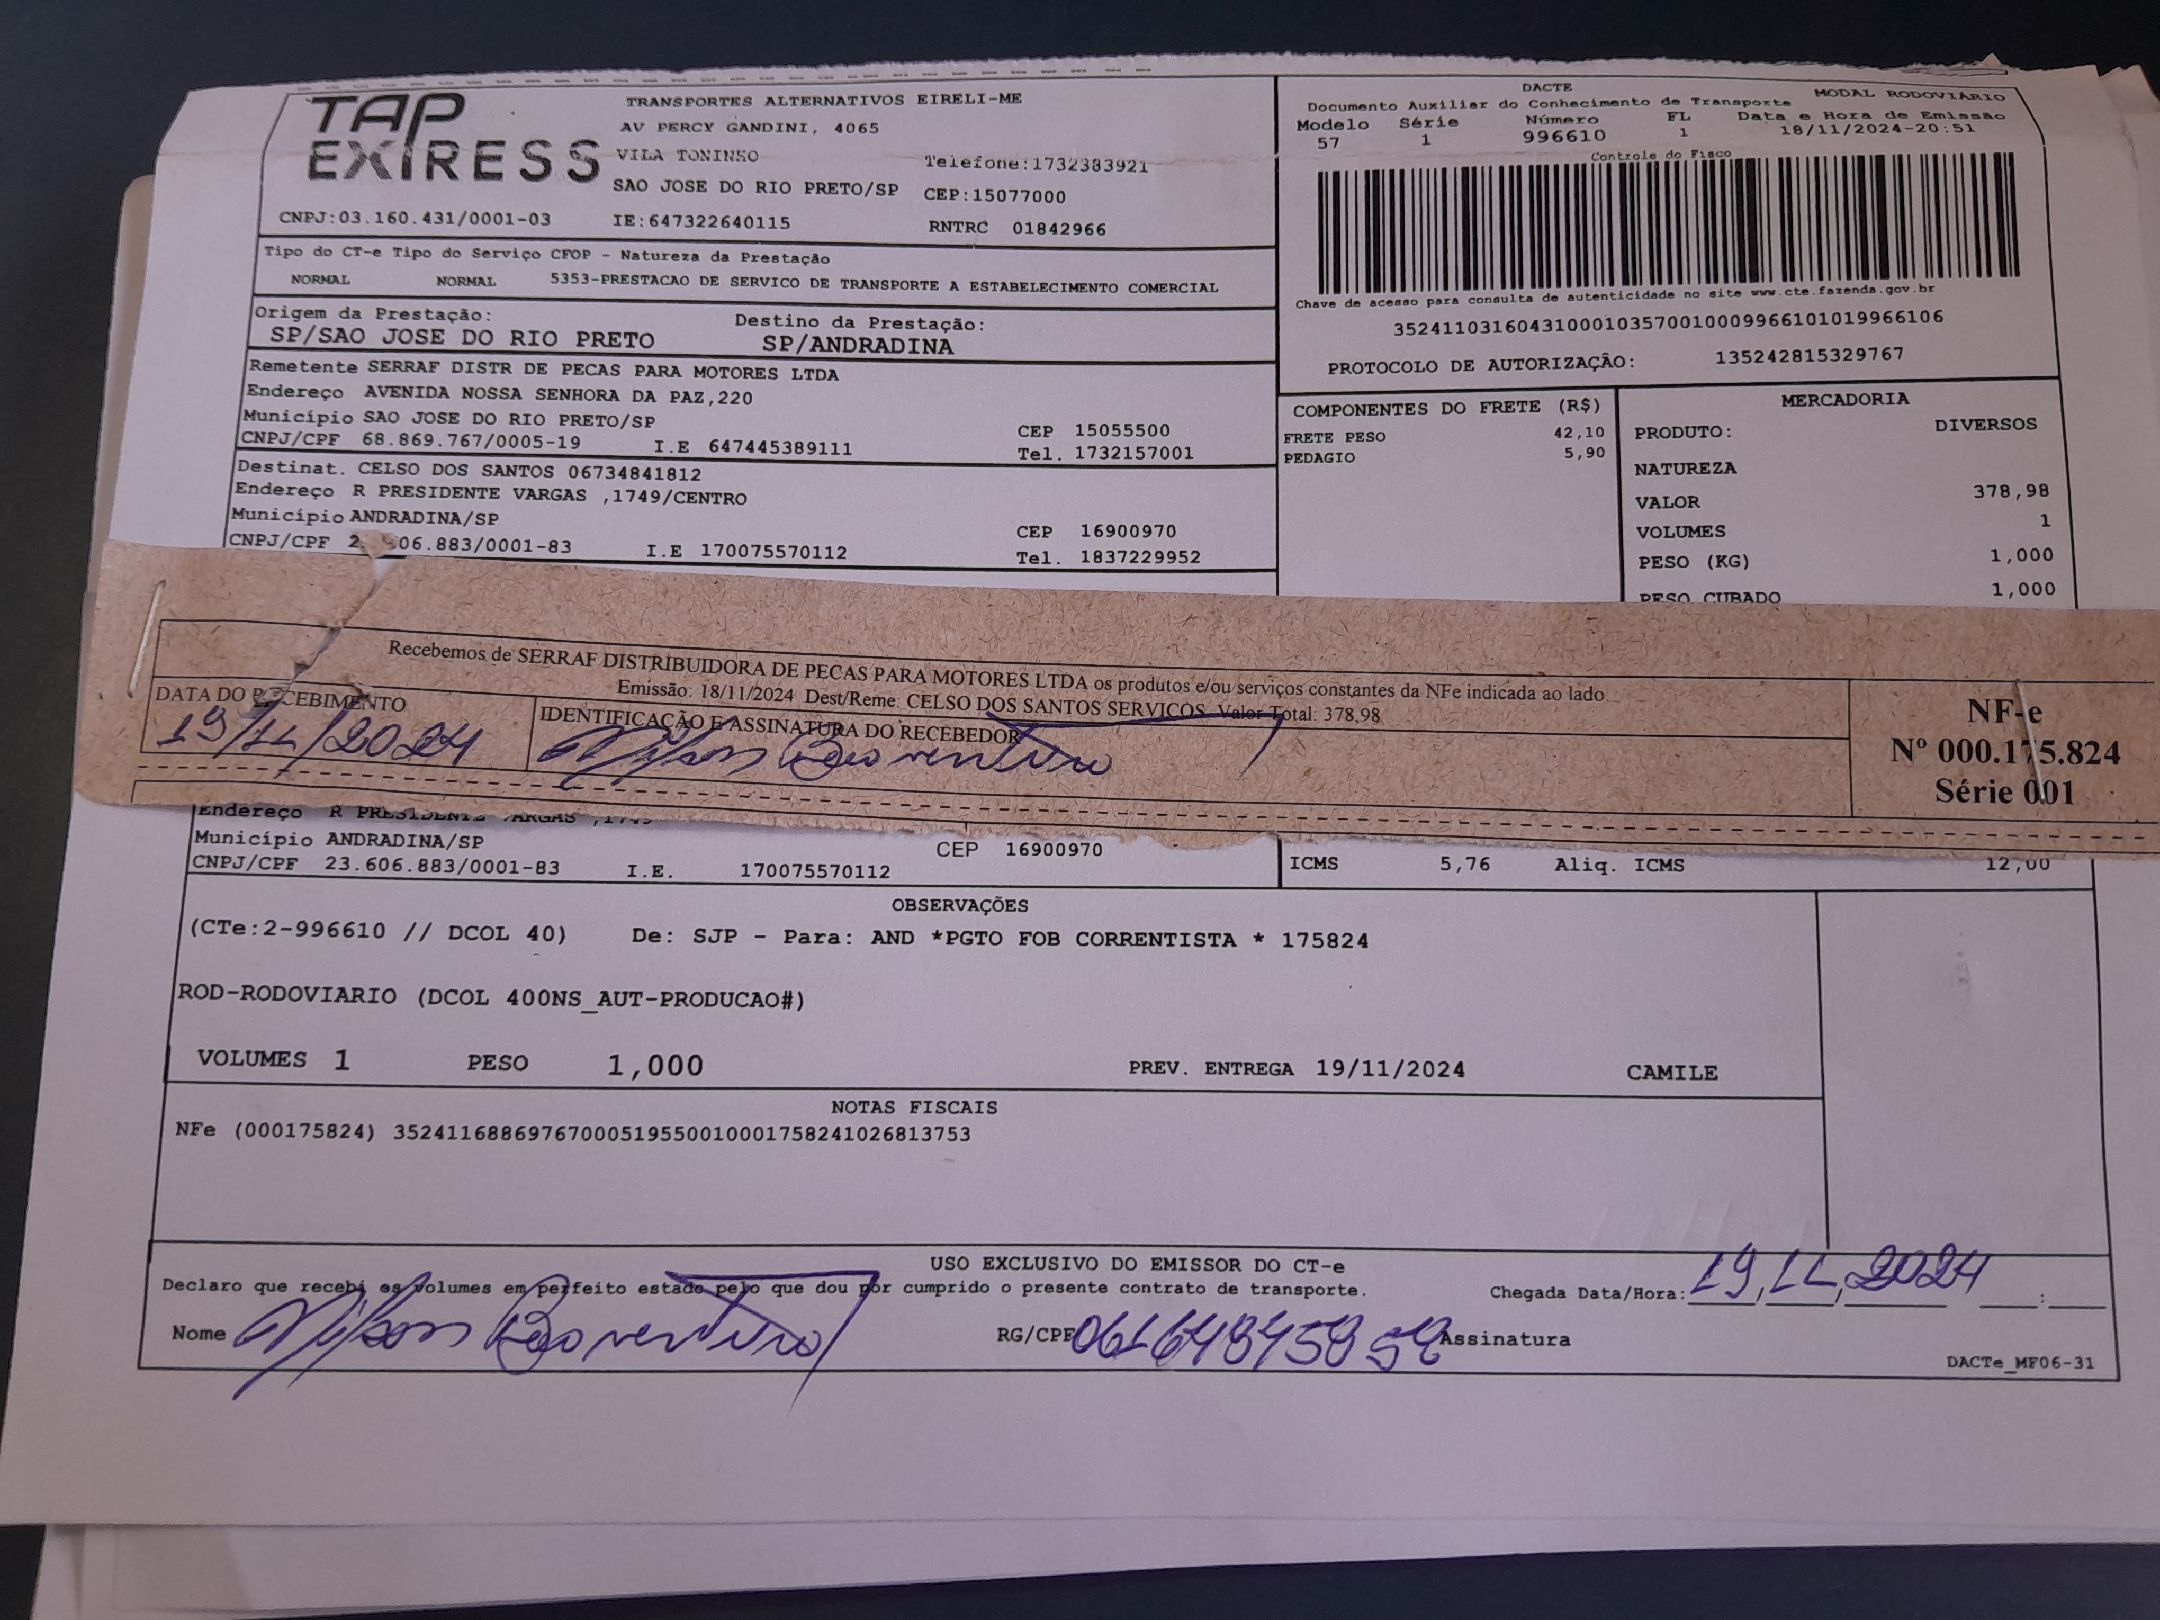 TAP
EXPRESS
TRANSPORTES ALTERNATIVOS EIRELI-ME
AV PERCY GANDINI, 4065
VILA TONINHO
Telefone:1732383921
SAO JOSE DO RIO PRETO/SP CEP:15077000
CNPJ:03.160.431/0001-03 IE:647322640115 RNTRC 01842966
DACTE
Documento Auxiliar do Conhecimento de Transporte MODAL RODOVIÁRIO
Modelo Série Número FL Data e Hora de Emissão
57 1 996610 1 18/11/2024-20:51
Controle do Fisco
Chave de acesso para consulta de autenticidade no site www.cte.fazenda.gov.br
35241103160431000103570010009966101019966106
PROTOCOLO DE AUTORIZAÇÃO: 135242815329767
Tipo do CT-e Tipo do Serviço CFOP - Natureza da Prestação
NORMAL NORMAL 5353-PRESTACAO DE SERVICO DE TRANSPORTE A ESTABELECIMENTO COMERCIAL
Origem da Prestação: Destino da Prestação:
SP/SAO JOSE DO RIO PRETO SP/ANDRADINA
Remetente SERRAF DISTR DE PECAS PARA MOTORES LTDA
Endereço AVENIDA NOSSA SENHORA DA PAZ,220
Município SAO JOSE DO RIO PRETO/SP CEP 15055500
CNPJ/CPF 68.869.767/0005-19 I.E 647445389111 Tel. 1732157001
Destinat. CELSO DOS SANTOS 06734841812
Endereço R PRESIDENTE VARGAS ,1749/CENTRO
Município ANDRADINA/SP CEP 16900970
CNPJ/CPF 2 06.883/0001-83 I.E 170075570112 Tel. 1837229952
COMPONENTES DO FRETE (R$)
FRETE PESO 42,10
PEDAGIO 5,90
MERCADORIA
PRODUTO: DIVERSOS
NATUREZA
VALOR 378,98
VOLUMES 1
PESO (KG) 1,000
PESO CUBADO 1,000
Recebemos de SERRAF DISTRIBUIDORA DE PECAS PARA MOTORES LTDA os produtos e/ou serviços constantes da NFe indicada ao lado
Emissão: 18/11/2024 Dest/Reme: CELSO DOS SANTOS SERVICOS Valor Total: 378,98
DATA DO RECEBIMENTO IDENTIFICAÇÃO E ASSINATURA DO RECEBEDOR
19/11/2024
NF-e
Nº 000.175.824
Série 001
Endereço R PRESIDENTE VARGAS ,1749
Município ANDRADINA/SP CEP 16900970
CNPJ/CPF 23.606.883/0001-83 I.E. 170075570112
ICMS 5,76 Aliq. ICMS 12,00
OBSERVAÇÕES
(CTe:2-996610 // DCOL 40) De: SJP - Para: AND *PGTO FOB CORRENTISTA * 175824
ROD-RODOVIARIO (DCOL 400NS_AUT-PRODUCAO#)
VOLUMES 1 PESO 1,000 PREV. ENTREGA 19/11/2024 CAMILE
NOTAS FISCAIS
NFe (000175824) 35241168869767000519550010001758241026813753
USO EXCLUSIVO DO EMISSOR DO CT-e
Declaro que recebi os volumes em perfeito estado pelo que dou por cumprido o presente contrato de transporte.
Chegada Data/Hora: 19,11,2024 :
Nome RG/CPF Assinatura
DACTe_MF06-31